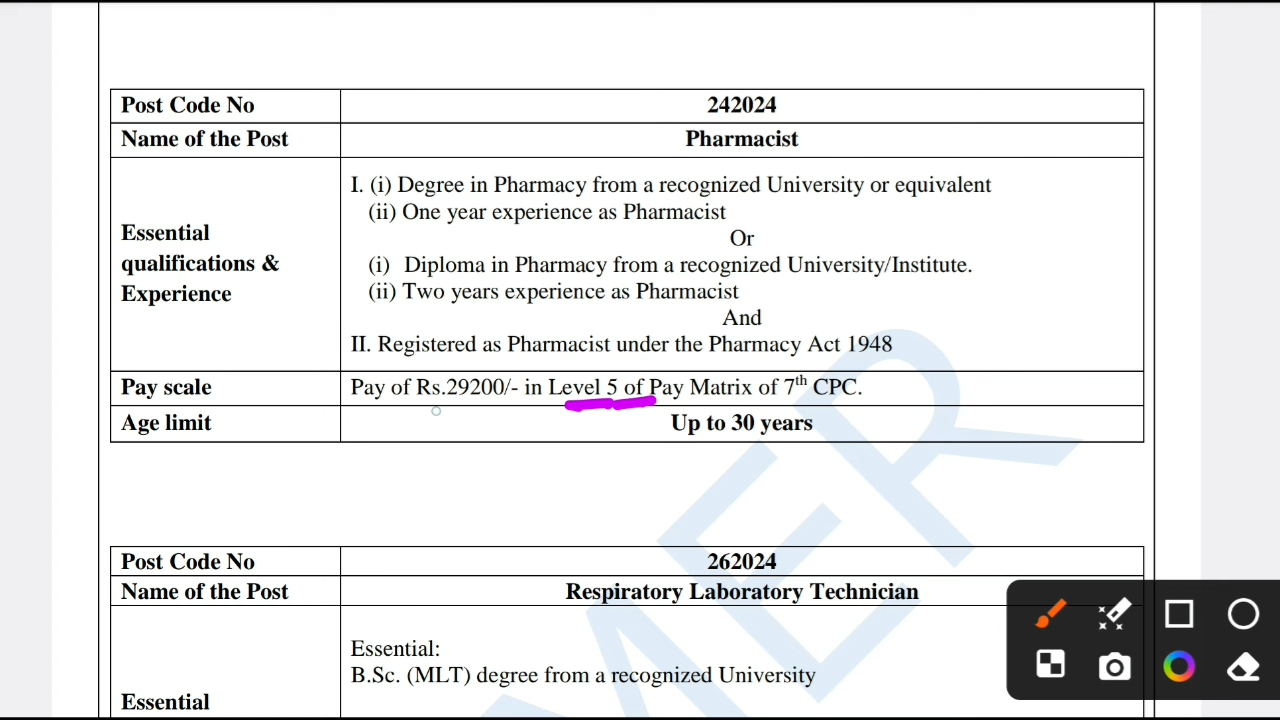 Post Code No 242024
Name of the Post Pharmacist
Essential qualifications & Experience
I. (i) Degree in Pharmacy from a recognized University or equivalent
(ii) One year experience as Pharmacist
Or
(i) Diploma in Pharmacy from a recognized University/Institute.
(ii) Two years experience as Pharmacist
And
II. Registered as Pharmacist under the Pharmacy Act 1948
Pay scale Pay of Rs.29200/- in Level 5 of Pay Matrix of 7th CPC.
Age limit Up to 30 years
Post Code No 262024
Name of the Post Respiratory Laboratory Technician
Essential
Essential:
B.Sc. (MLT) degree from a recognized University
MER